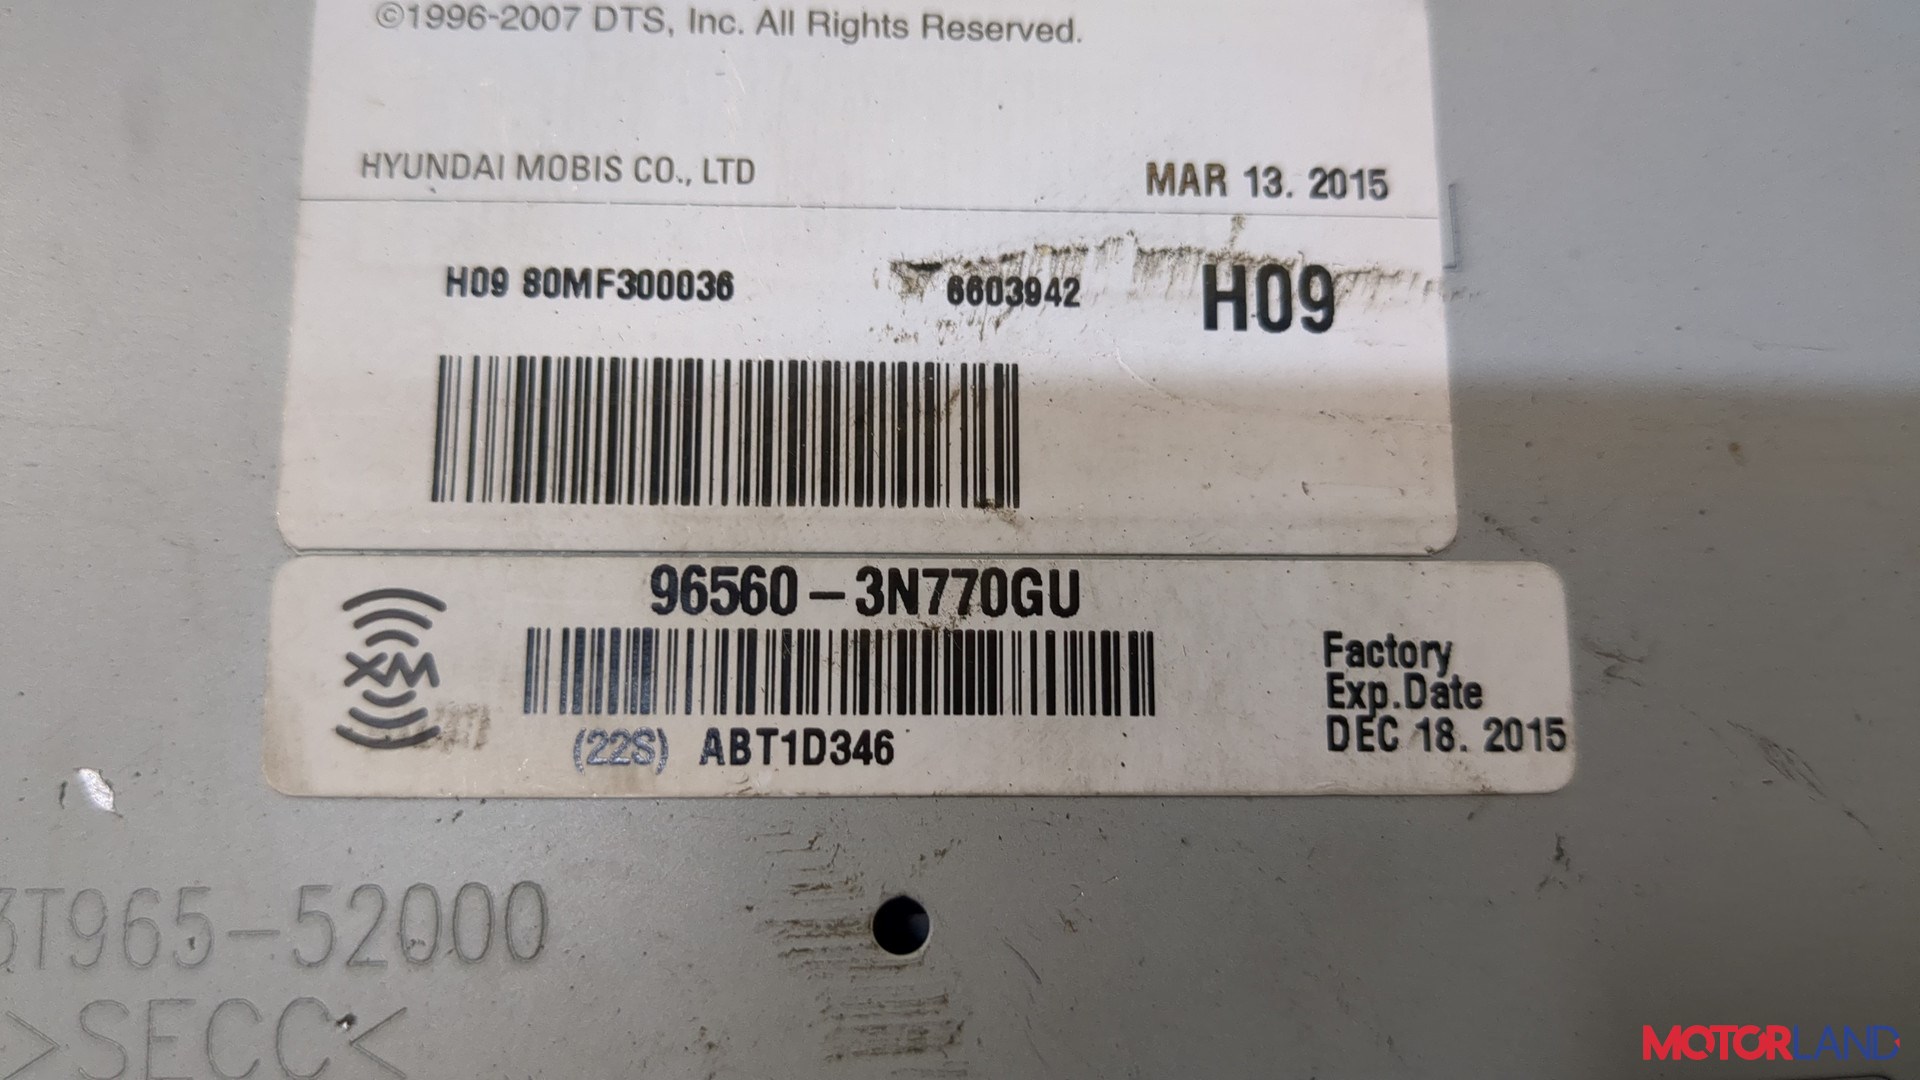 ©1996-2007 DTS, Inc. All Rights Reserved.
HYUNDAI MOBIS CO., LTD
MAR 13. 2015
H09 80MF300036
6603942
H09
96560-3N770GU
XM
Factory
Exp.Date
DEC 18. 2015
(22S) ABT1D346
3T965-52000
>SECC<
MOTORLAND